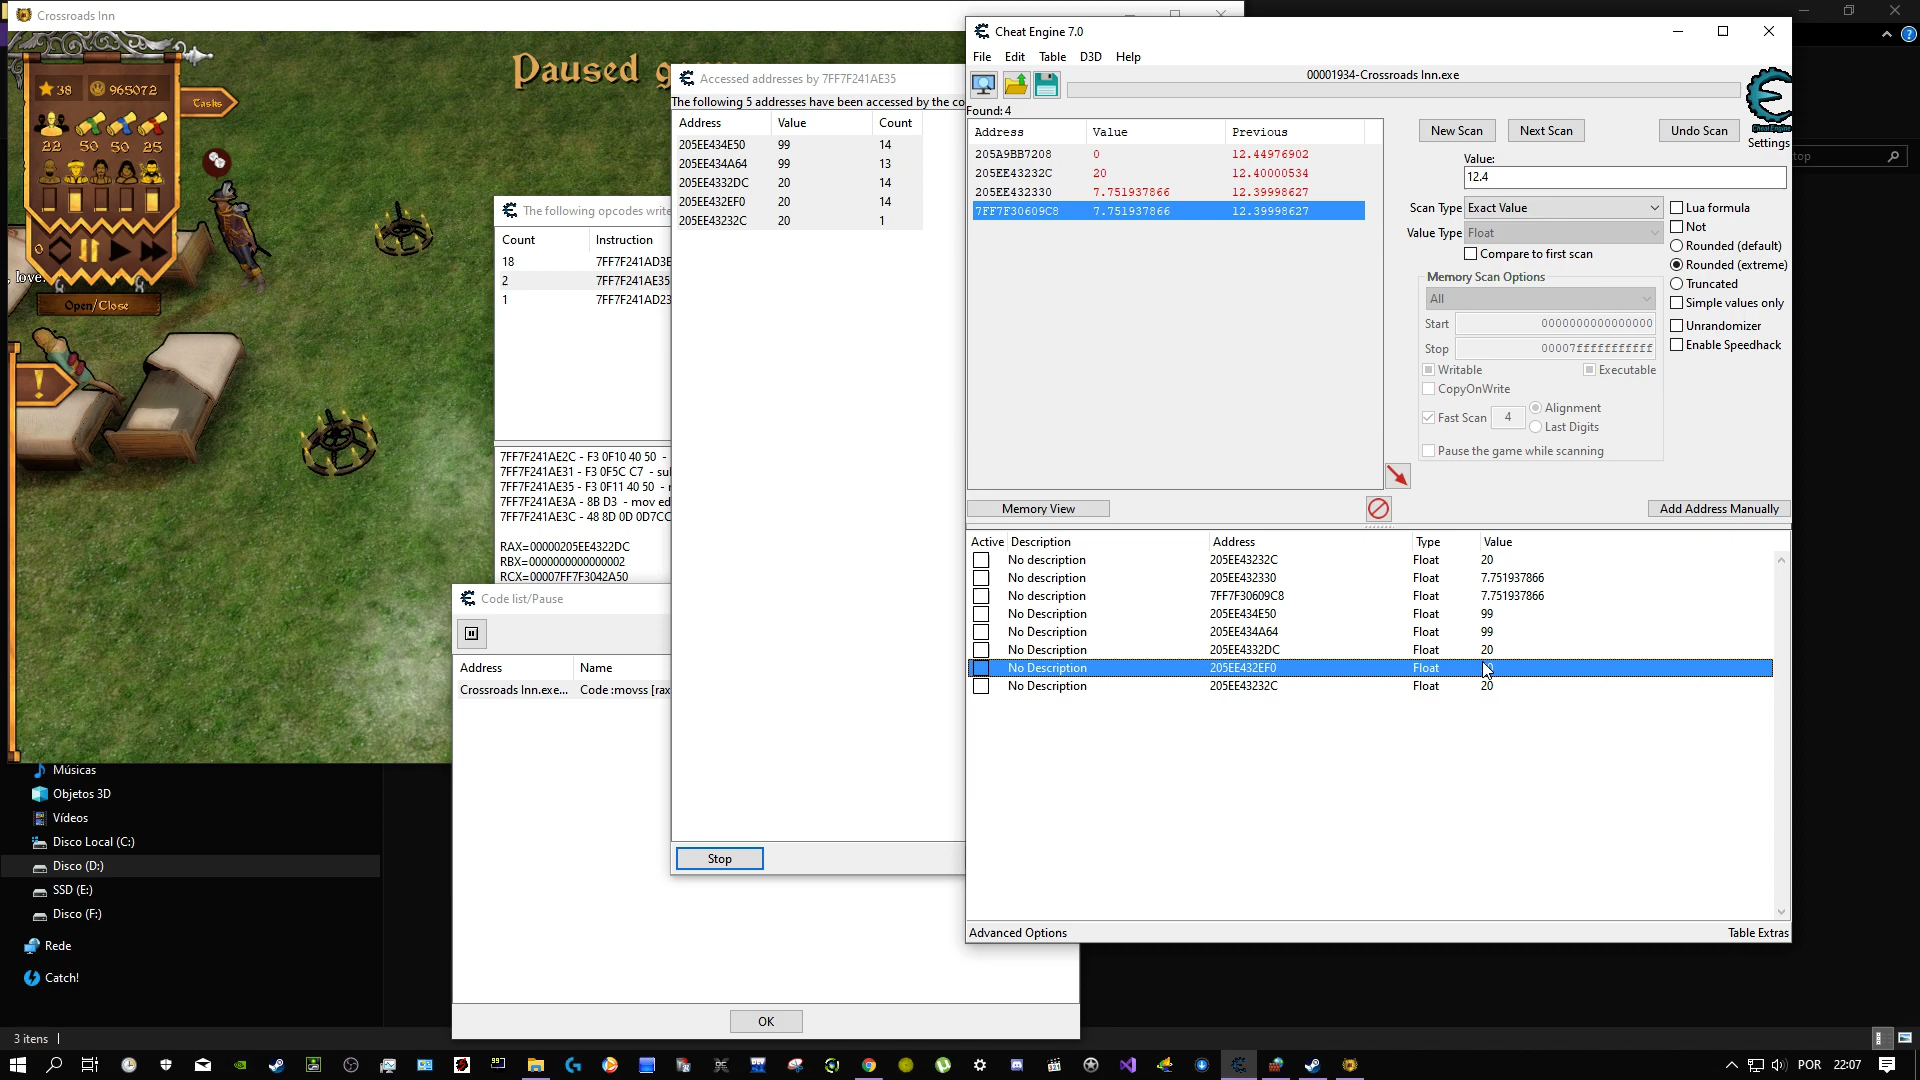 Crossroads Inn
Paused g
38
965072
Tasks
22 50 50 25
0
, love.
Open/Close
Accessed addresses by 7FF7F241AE35
The following 5 addresses have been accessed by the co
Address Value Count
205EE434E50 99 14
205EE434A64 99 13
205EE4332DC 20 14
205EE432EF0 20 14
205EE43232C 20 1
Stop
The following opcodes write
Count Instruction
18 7FF7F241AD3E
2 7FF7F241AE35
1 7FF7F241AD23
7FF7F241AE2C - F3 0F10 40 50 -
7FF7F241AE31 - F3 0F5C C7 - su
7FF7F241AE35 - F3 0F11 40 50 -
7FF7F241AE3A - 8B D3 - mov ed
7FF7F241AE3C - 48 8D 0D 0D7CC
RAX=00000205EE4322DC
RBX=0000000000000002
RCX=00007FF7F3042A50
Code list/Pause
Address Name
Crossroads Inn.exe... Code :movss [rax
OK
Cheat Engine 7.0
File Edit Table D3D Help
00001934-Crossroads Inn.exe
Found: 4
Address Value Previous
205A9BB7208 0 12.44976902
205EE43232C 20 12.40000534
205EE432330 7.751937866 12.39998627
7FF7F30609C8 7.751937866 12.39998627
New Scan Next Scan Undo Scan
Cheat Engine
Settings
Value:
12.4
Scan Type Exact Value
Value Type Float
Compare to first scan
Lua formula
Not
Rounded (default)
Rounded (extreme)
Truncated
Simple values only
Unrandomizer
Enable Speedhack
Memory Scan Options
All
Start 0000000000000000
Stop 00007fffffffffff
Writable Executable
CopyOnWrite
Fast Scan 4 Alignment
Last Digits
Pause the game while scanning
Memory View Add Address Manually
Active Description Address Type Value
No description 205EE43232C Float 20
No description 205EE432330 Float 7.751937866
No description 7FF7F30609C8 Float 7.751937866
No Description 205EE434E50 Float 99
No Description 205EE434A64 Float 99
No Description 205EE4332DC Float 20
No Description 205EE432EF0 Float
No Description 205EE43232C Float 20
Advanced Options Table Extras
top
Músicas
Objetos 3D
Vídeos
Disco Local (C:)
Disco (D:)
SSD (E:)
Disco (F:)
Rede
Catch!
3 itens
POR 22:07